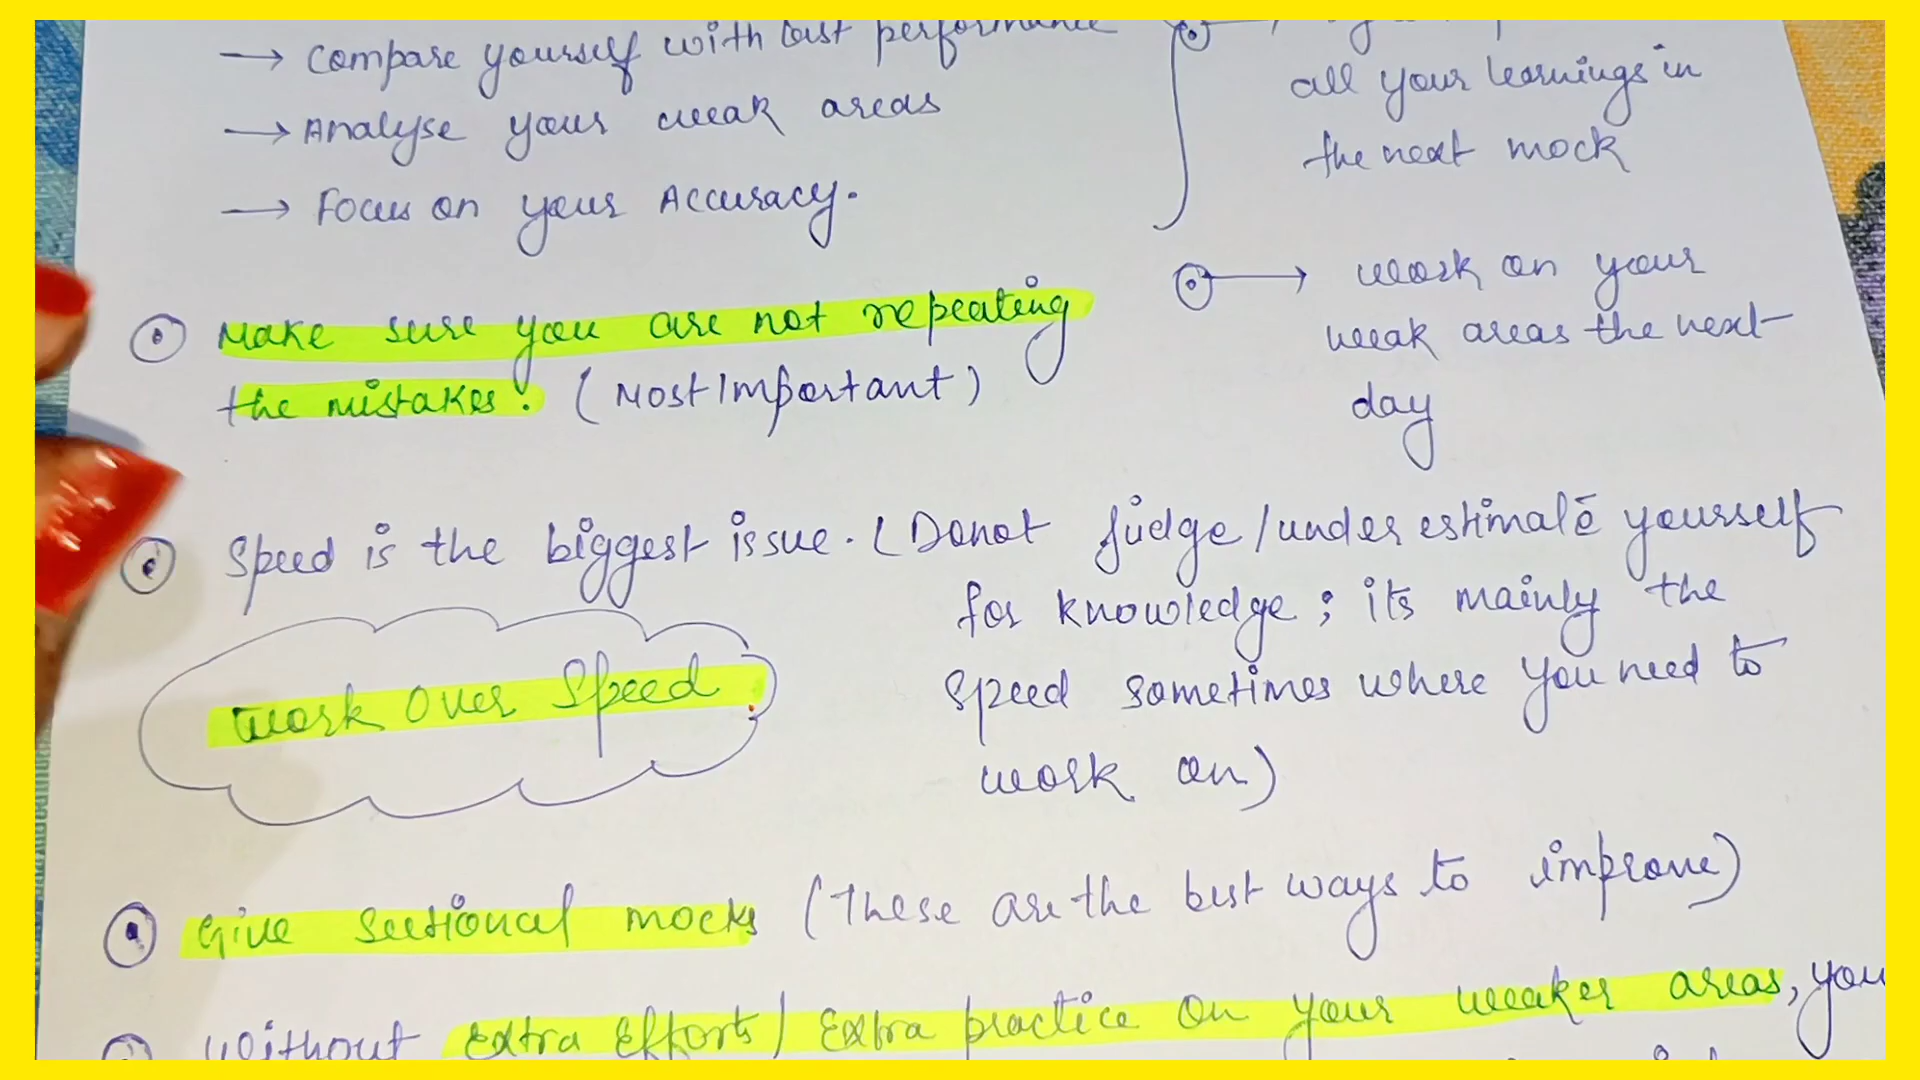 → Compare yourself with last performance
→ Analyse your weak areas
→ Focus on your Accuracy.
all your learnings in
the next mock
Make sure you are not repeating
the mistakes. (Most Important)
→ work on your
weak areas the next
day
Speed is the biggest issue. (Donot judge/under estimate yourself
for knowledge; its mainly the
speed sometimes where you need to
work on)
Work Over Speed
Give sectional mocks (These are the best ways to improve)
Without extra efforts/ Extra practice on your weaker areas, you